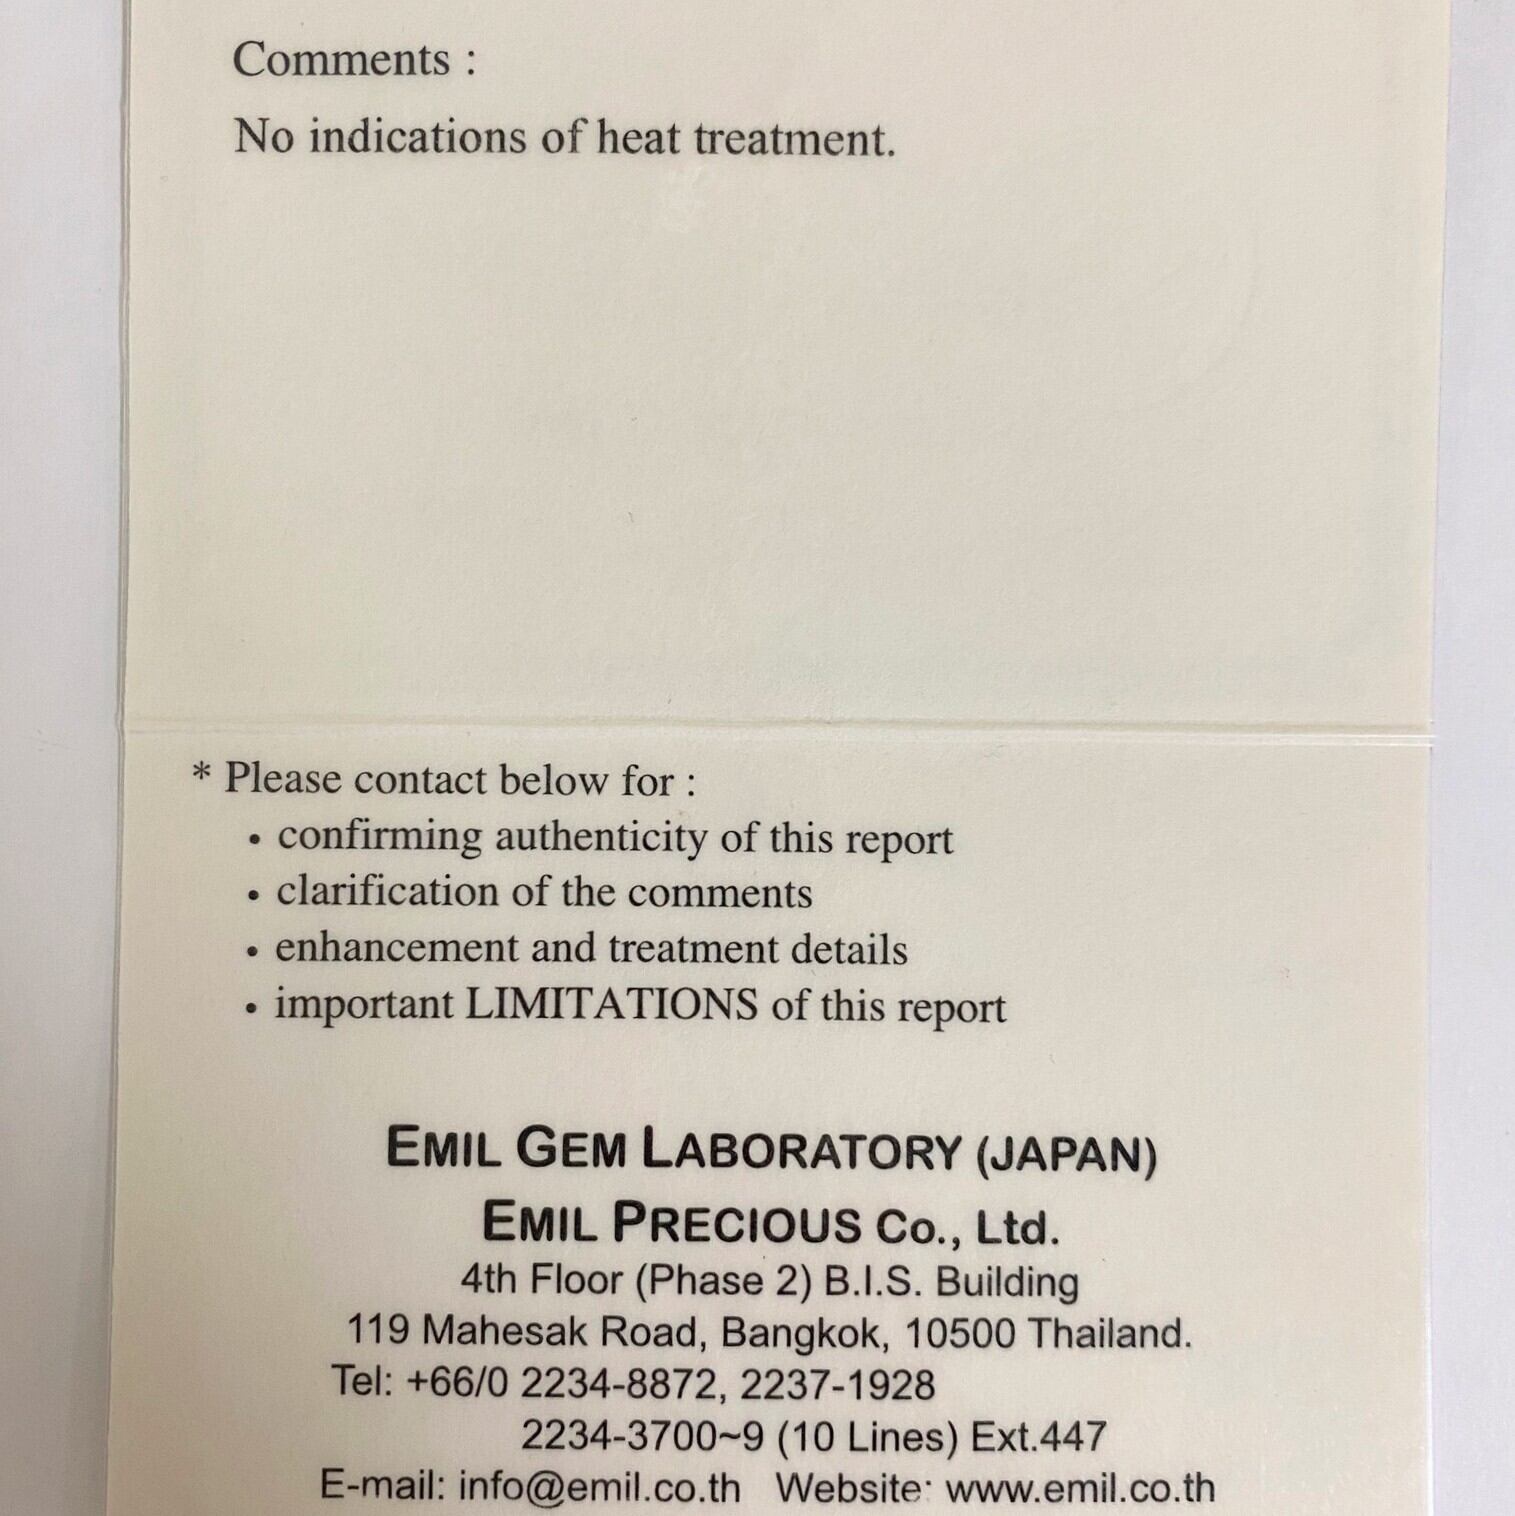 Comments :
No indications of heat treatment.
* Please contact below for :
• confirming authenticity of this report
• clarification of the comments
• enhancement and treatment details
• important LIMITATIONS of this report
EMIL GEM LABORATORY (JAPAN)
EMIL PRECIOUS Co., Ltd.
4th Floor (Phase 2) B.I.S. Building
119 Mahesak Road, Bangkok, 10500 Thailand.
Tel: +66/0 2234-8872, 2237-1928
2234-3700~9 (10 Lines) Ext.447
E-mail: info@emil.co.th Website: www.emil.co.th